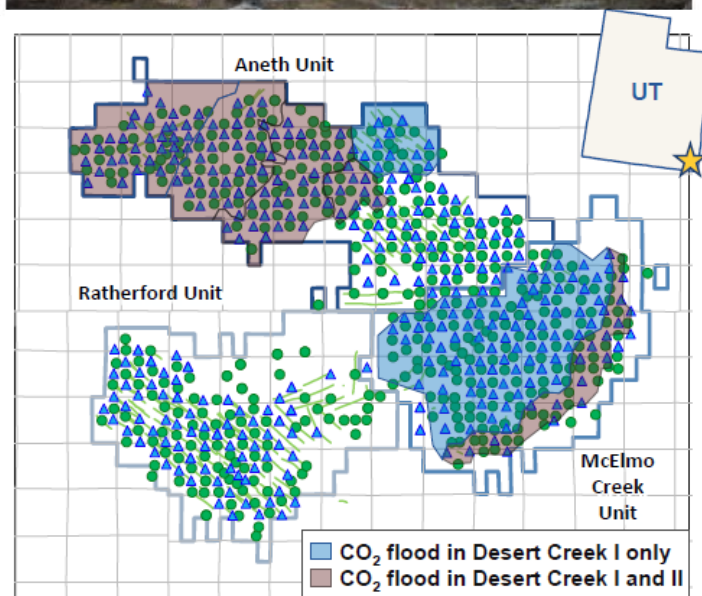 Aneth Unit
UT
Ratherford Unit
McElmo
Creek
Unit
CO₂ flood in Desert Creek I only
CO₂ flood in Desert Creek I and II